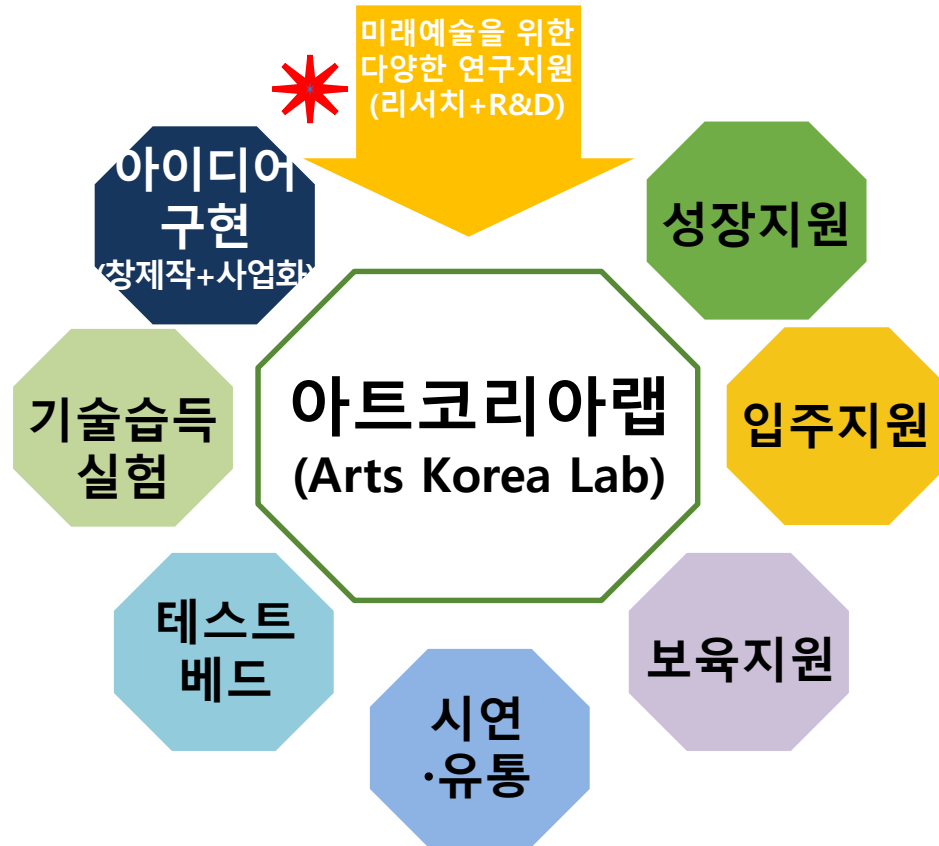 미래예술을 위한
다양한 연구지원
(리서치+R&D)
아이디어
구현
(창제작+사업화)
성장지원
기술습득
실험
아트코리아랩
(Arts Korea Lab)
입주지원
테스트
베드
보육지원
시연
·유통